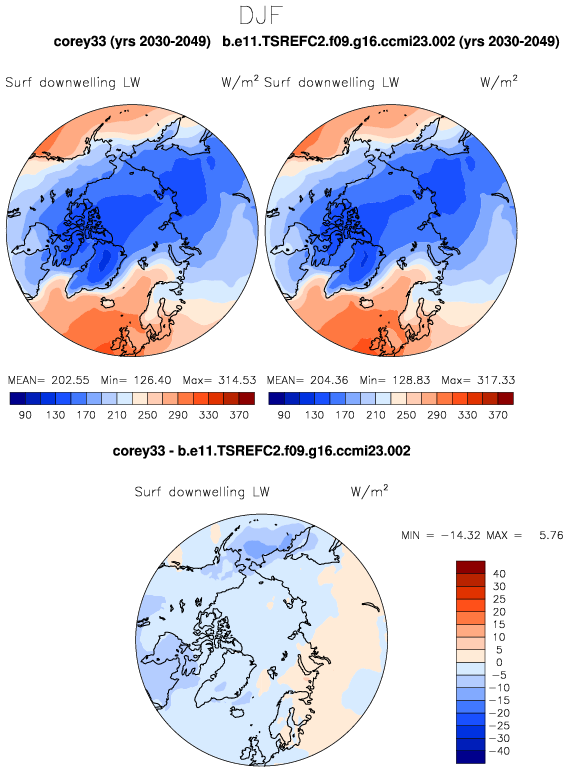 DJF
corey33 (yrs 2030-2049) b.e11.TSREFC2.f09.g16.ccmi23.002 (yrs 2030-2049)
Surf downwelling LW W/m² Surf downwelling LW W/m²
MEAN= 202.55 Min= 126.40 Max= 314.53 MEAN= 204.36 Min= 128.83 Max= 317.33
90 130 170 210 250 290 330 370 90 130 170 210 250 290 330 370
corey33 - b.e11.TSREFC2.f09.g16.ccmi23.002
Surf downwelling LW W/m²
MIN = -14.32 MAX = 5.76
40
30
25
20
15
10
5
0
-5
-10
-15
-20
-25
-30
-40